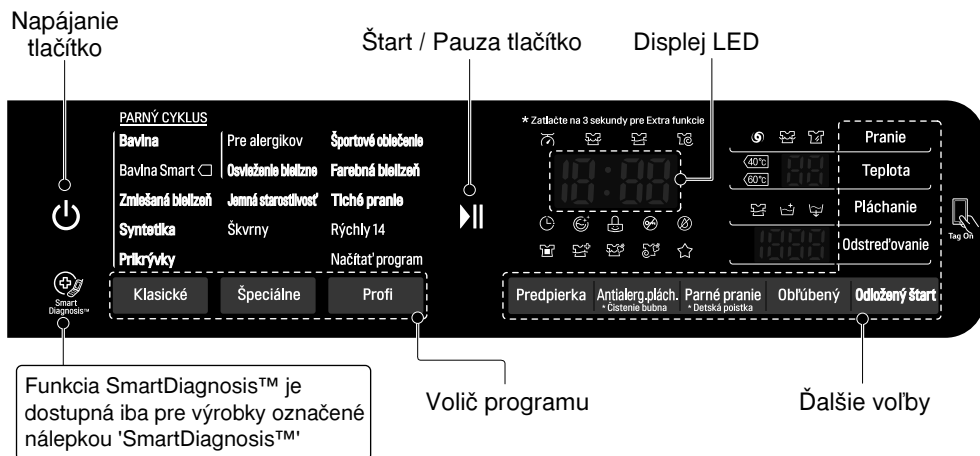 Napájanie
tlačítko
Štart / Pauza tlačítko
Displej LED
PARNÝ CYKLUS
Bavlna
Bavlna Smart
Zmiešaná bielizeň
Syntetika
Prikrývky
Pre alergikov
Osvieženie bielizne
Jemná starostlivosť
Škvrny
Športové oblečenie
Farebná bielizeň
Tiché pranie
Rýchly 14
Načítať program
Klasické
Špeciálne
Profi
* Zatlačte na 3 sekundy pre Extra funkcie
18:88
40°c
60°c
88
1888
Pranie
Teplota
Pláchanie
Odstreďovanie
Tag On
Predpierka
Antialerg.plách.
* Čistenie bubna
Parné pranie
* Detská poistka
Obľúbený
Odložený štart
Smart
Diagnosis™
Funkcia SmartDiagnosis™ je
dostupná iba pre výrobky označené
nálepkou 'SmartDiagnosis™'
Volič programu
Ďalšie voľby